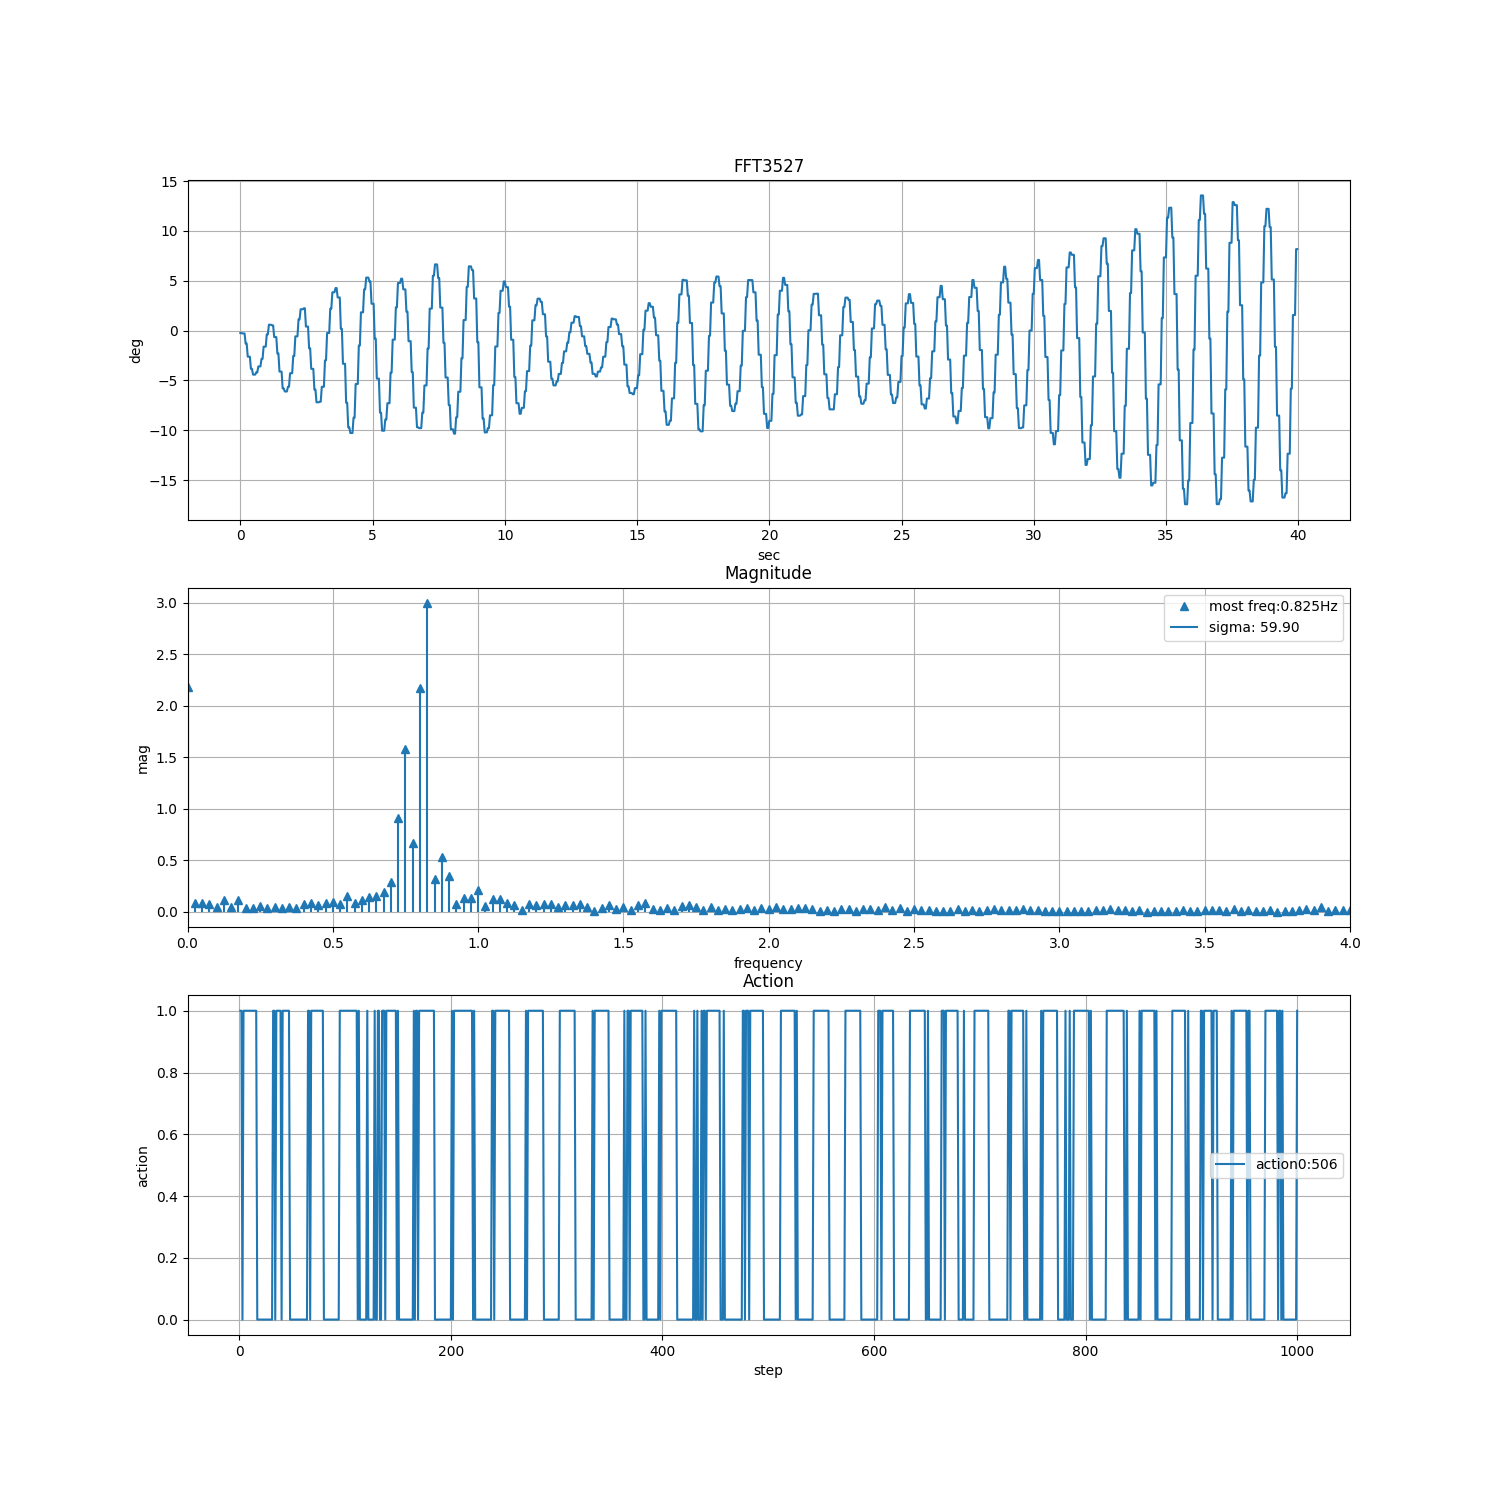 FFT3527
15
10
5
0
−5
−10
−15
deg
0 5 10 15 20 25 30 35 40
sec
Magnitude
most freq:0.825Hz
sigma: 59.90
3.0
2.5
2.0
1.5
1.0
0.5
0.0
mag
0.0 0.5 1.0 1.5 2.0 2.5 3.0 3.5 4.0
frequency
Action
1.0
0.8
0.6
0.4
0.2
0.0
action
action0:506
0 200 400 600 800 1000
step